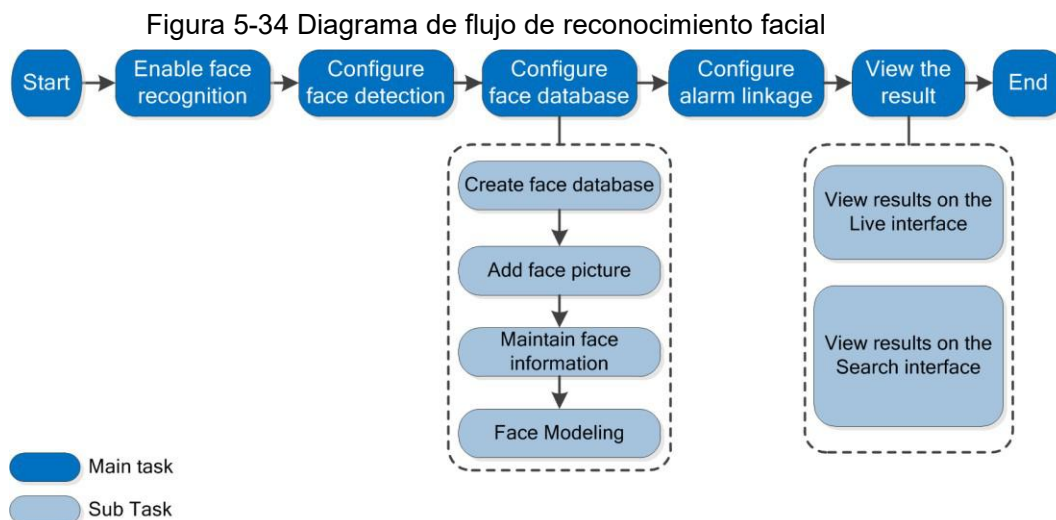 Figura 5-34 Diagrama de flujo de reconocimiento facial
Start
Enable face
recognition
Configure
face detection
Configure
face database
Configure
alarm linkage
View the
result
End
Create face database
Add face picture
Maintain face
information
Face Modeling
View results on the
Live interface
View results on the
Search interface
Main task
Sub Task